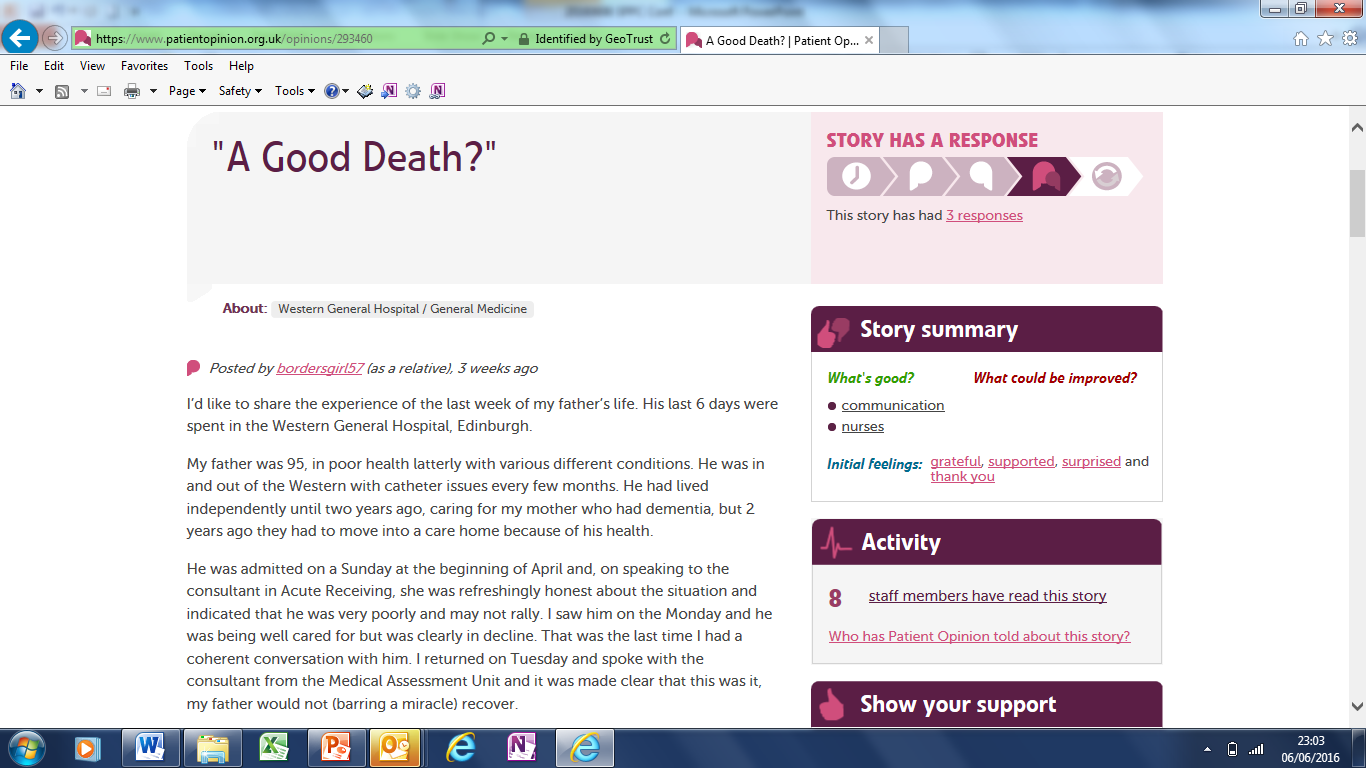 https://www.patientopinion.org.uk/opinions/293460
Identified by GeoTrust
A Good Death? | Patient Op...
File Edit View Favorites Tools Help
Page Safety Tools
"A Good Death?"
STORY HAS A RESPONSE
This story has had 3 responses
About: Western General Hospital / General Medicine
Posted by bordersgirl57 (as a relative), 3 weeks ago
I'd like to share the experience of the last week of my father's life. His last 6 days were
spent in the Western General Hospital, Edinburgh.
My father was 95, in poor health latterly with various different conditions. He was in
and out of the Western with catheter issues every few months. He had lived
independently until two years ago, caring for my mother who had dementia, but 2
years ago they had to move into a care home because of his health.
He was admitted on a Sunday at the beginning of April and, on speaking to the
consultant in Acute Receiving, she was refreshingly honest about the situation and
indicated that he was very poorly and may not rally. I saw him on the Monday and he
was being well cared for but was clearly in decline. That was the last time I had a
coherent conversation with him. I returned on Tuesday and spoke with the
consultant from the Medical Assessment Unit and it was made clear that this was it,
my father would not (barring a miracle) recover.
Story summary
What's good? What could be improved?
communication
nurses
Initial feelings: grateful, supported, surprised and
thank you
Activity
8 staff members have read this story
Who has Patient Opinion told about this story?
Show your support
23:03
06/06/2016